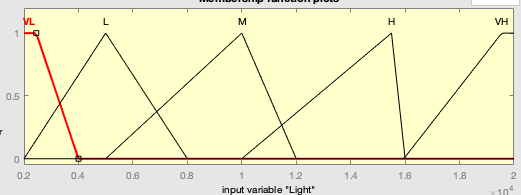 Membership function plots
VL L M H VH
1
0.5
0
r
0.2 0.4 0.6 0.8 1 1.2 1.4 1.6 1.8 2
input variable "Light"
×10⁴